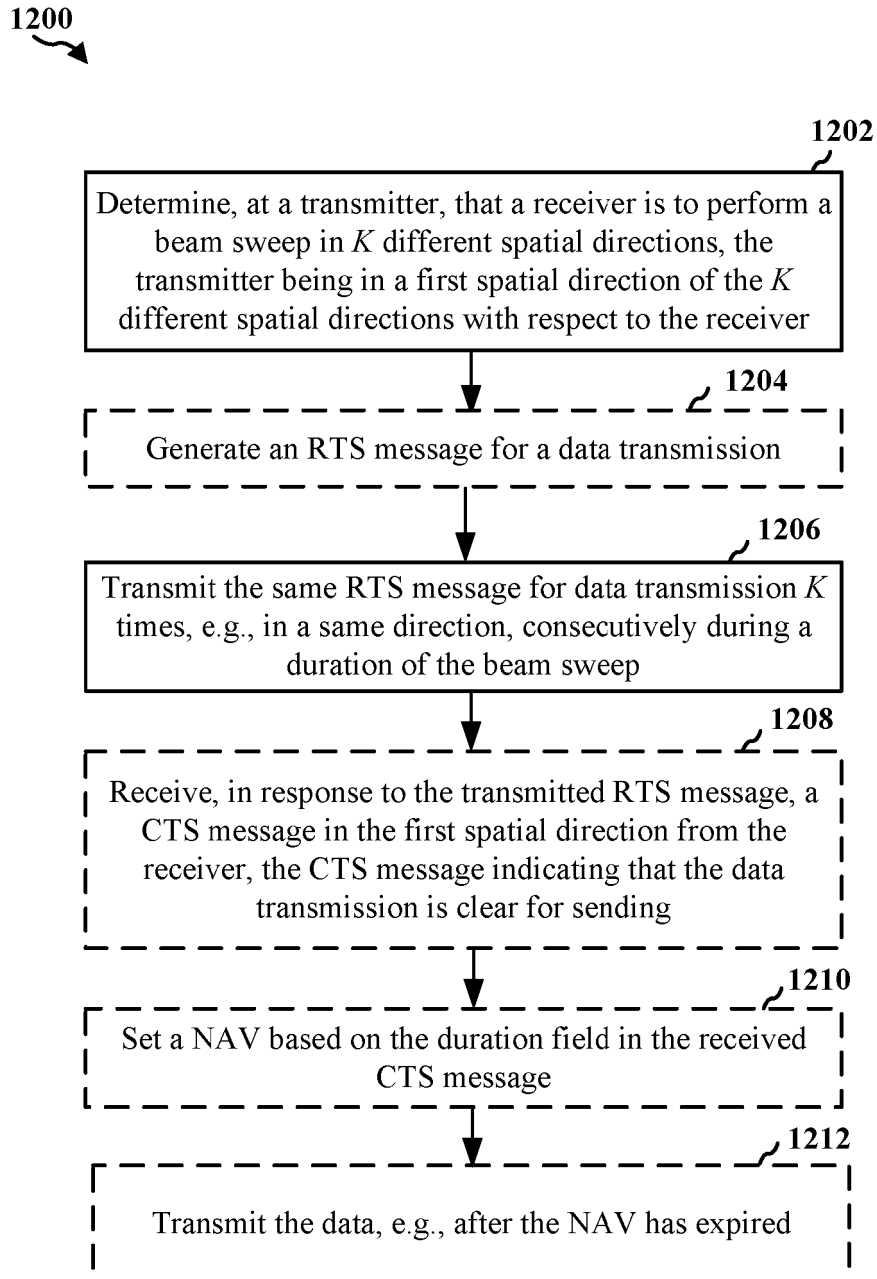 1200
1202
Determine, at a transmitter, that a receiver is to perform a
beam sweep in K different spatial directions, the
transmitter being in a first spatial direction of the K
different spatial directions with respect to the receiver
1204
Generate an RTS message for a data transmission
1206
Transmit the same RTS message for data transmission K
times, e.g., in a same direction, consecutively during a
duration of the beam sweep
1208
Receive, in response to the transmitted RTS message, a
CTS message in the first spatial direction from the
receiver, the CTS message indicating that the data
transmission is clear for sending
1210
Set a NAV based on the duration field in the received
CTS message
1212
Transmit the data, e.g., after the NAV has expired